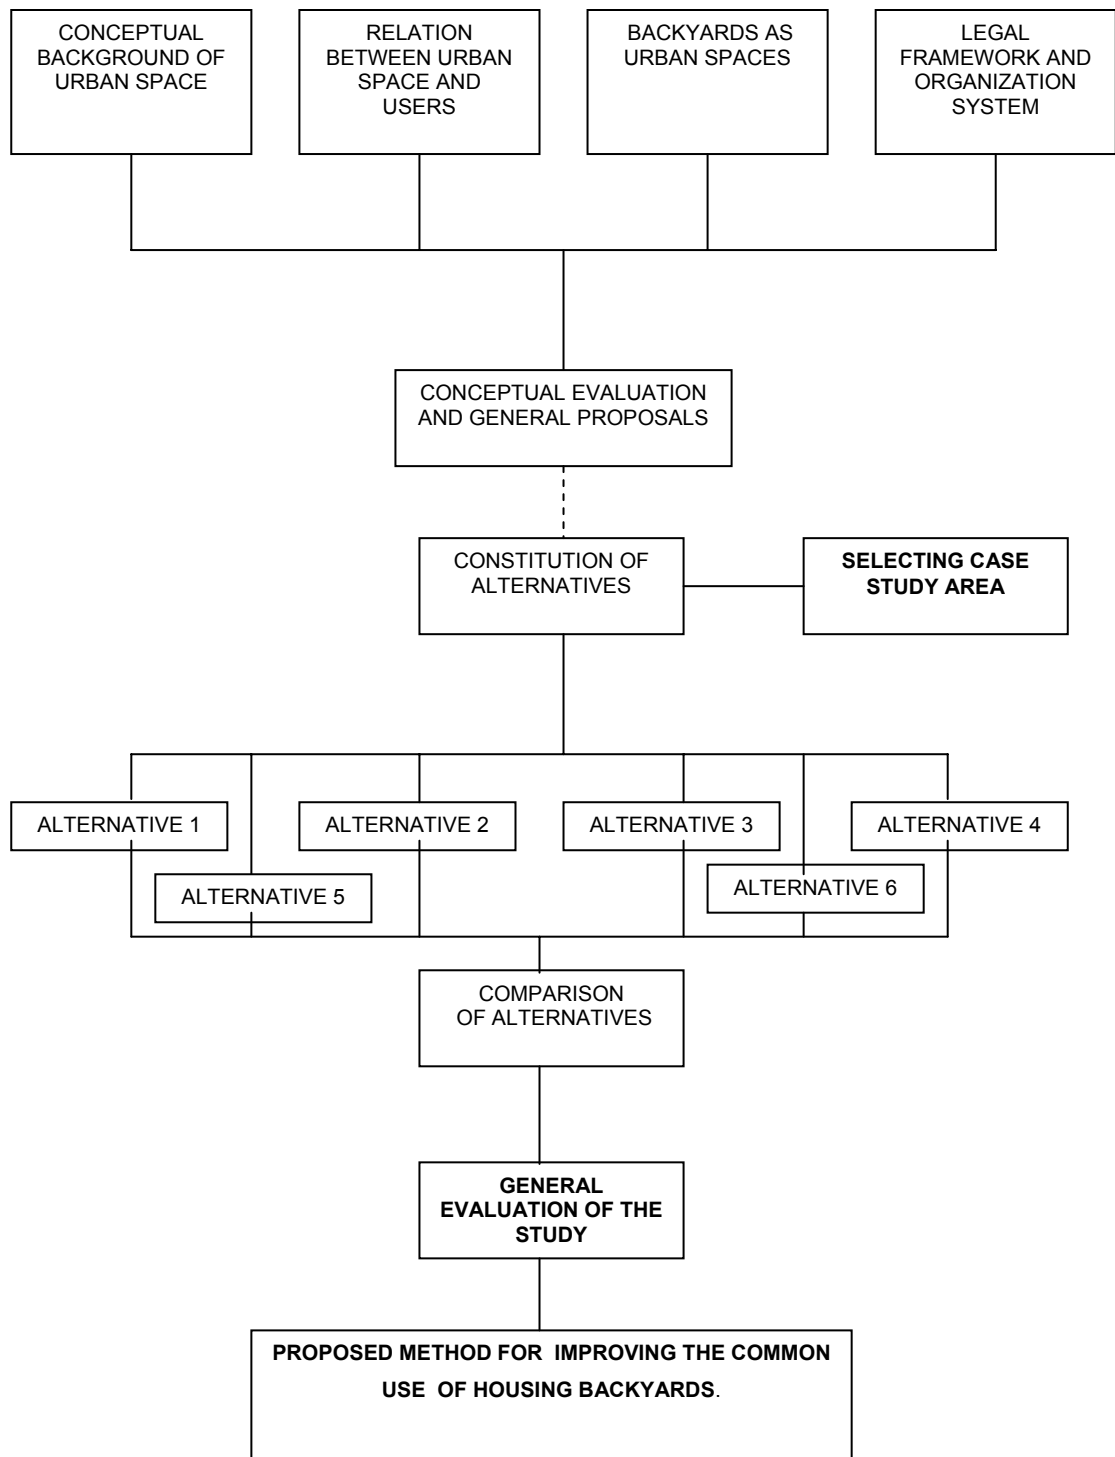 CONCEPTUAL
BACKGROUND OF
URBAN SPACE
RELATION
BETWEEN URBAN
SPACE AND
USERS
BACKYARDS AS
URBAN SPACES
LEGAL
FRAMEWORK AND
ORGANIZATION
SYSTEM
CONCEPTUAL EVALUATION
AND GENERAL PROPOSALS
CONSTITUTION OF
ALTERNATIVES
SELECTING CASE
STUDY AREA
ALTERNATIVE 1
ALTERNATIVE 2
ALTERNATIVE 3
ALTERNATIVE 4
ALTERNATIVE 5
ALTERNATIVE 6
COMPARISON
OF ALTERNATIVES
GENERAL
EVALUATION OF THE
STUDY
PROPOSED METHOD FOR IMPROVING THE COMMON
USE OF HOUSING BACKYARDS.